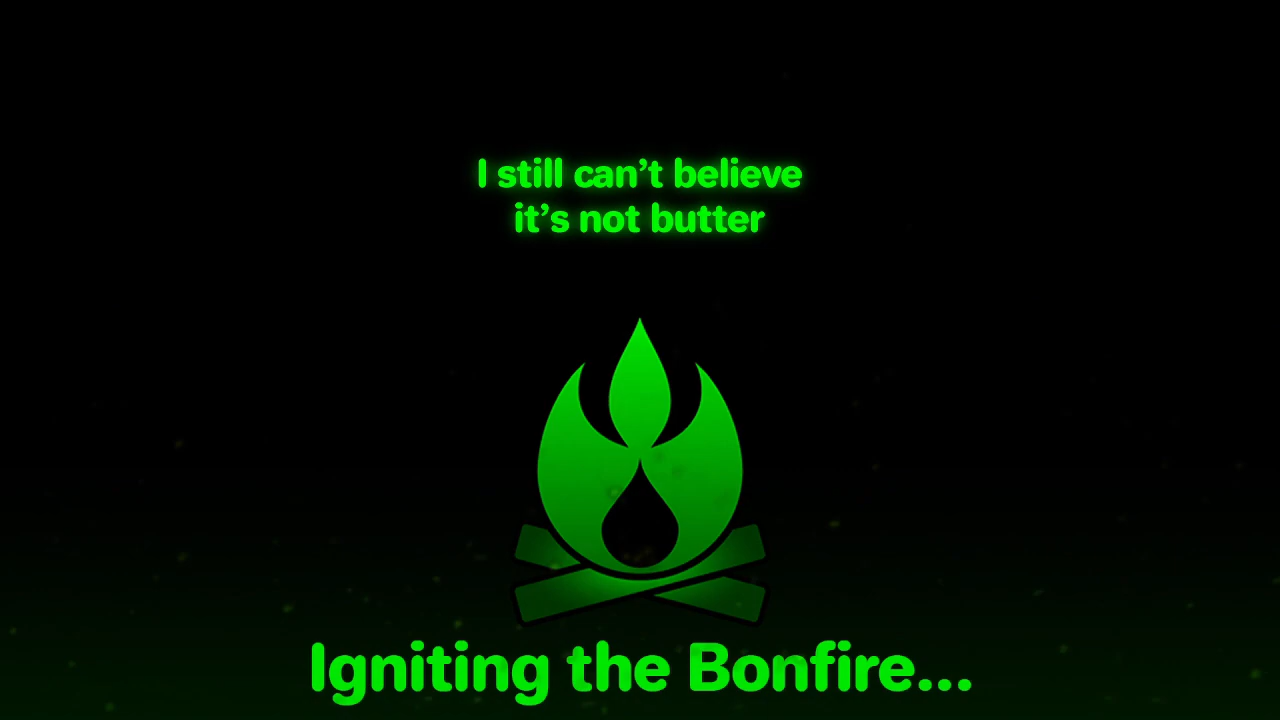 I still can’t believe
it’s not butter
Igniting the Bonfire...